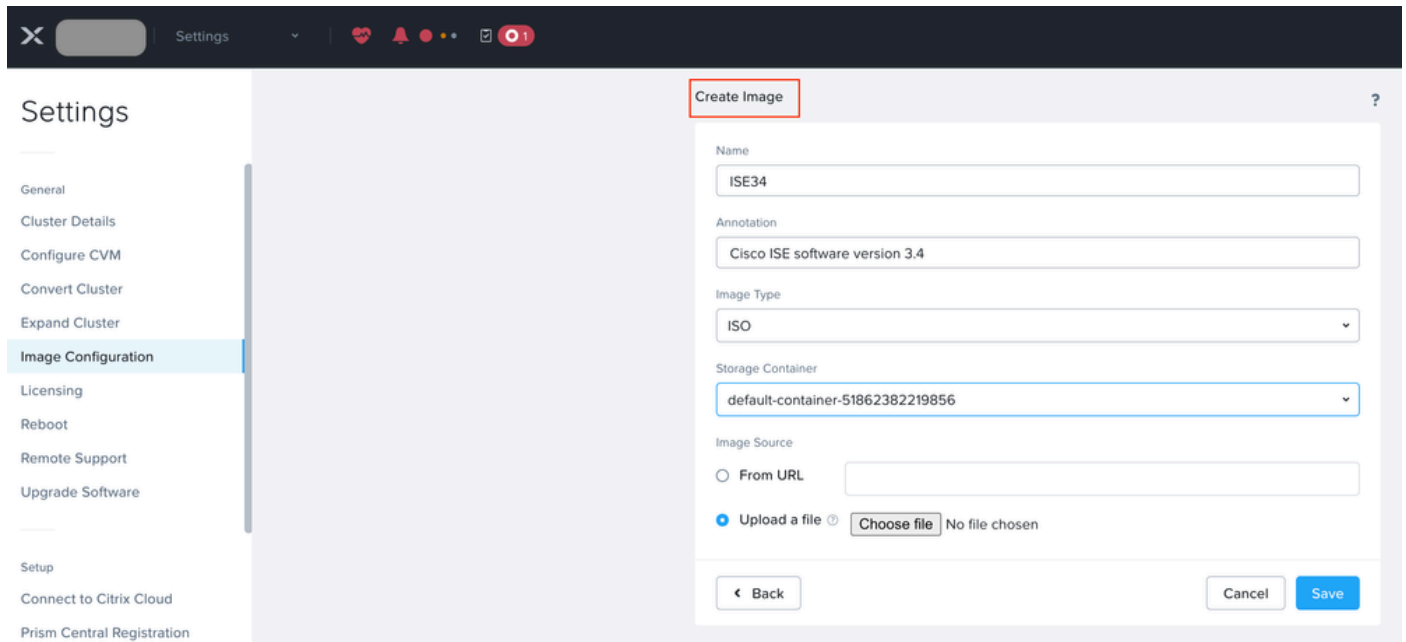 Settings
1
Settings
General
Cluster Details
Configure CVM
Convert Cluster
Expand Cluster
Image Configuration
Licensing
Reboot
Remote Support
Upgrade Software
Setup
Connect to Citrix Cloud
Prism Central Registration
Create Image
?
Name
ISE34
Annotation
Cisco ISE software version 3.4
Image Type
ISO
Storage Container
default-container-51862382219856
Image Source
From URL
Upload a file ? Choose file No file chosen
Back Cancel Save